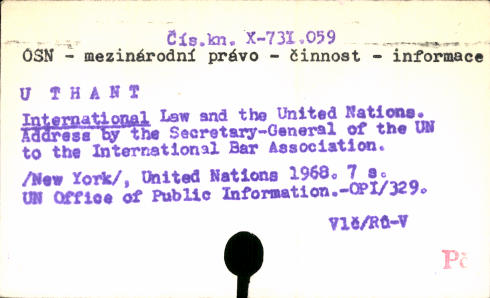 Čís.kn. X-731.059
OSN - mezinárodní právo - činnost - informace
U THANT
International Law and the United Nations.
Address by the Secretary-General of the UN
to the International Bar Association.
/New York/, United Nations 1968. 7 s.
UN Office of Public Information.-OPI/329.
Vlč/Rů-V
Pč